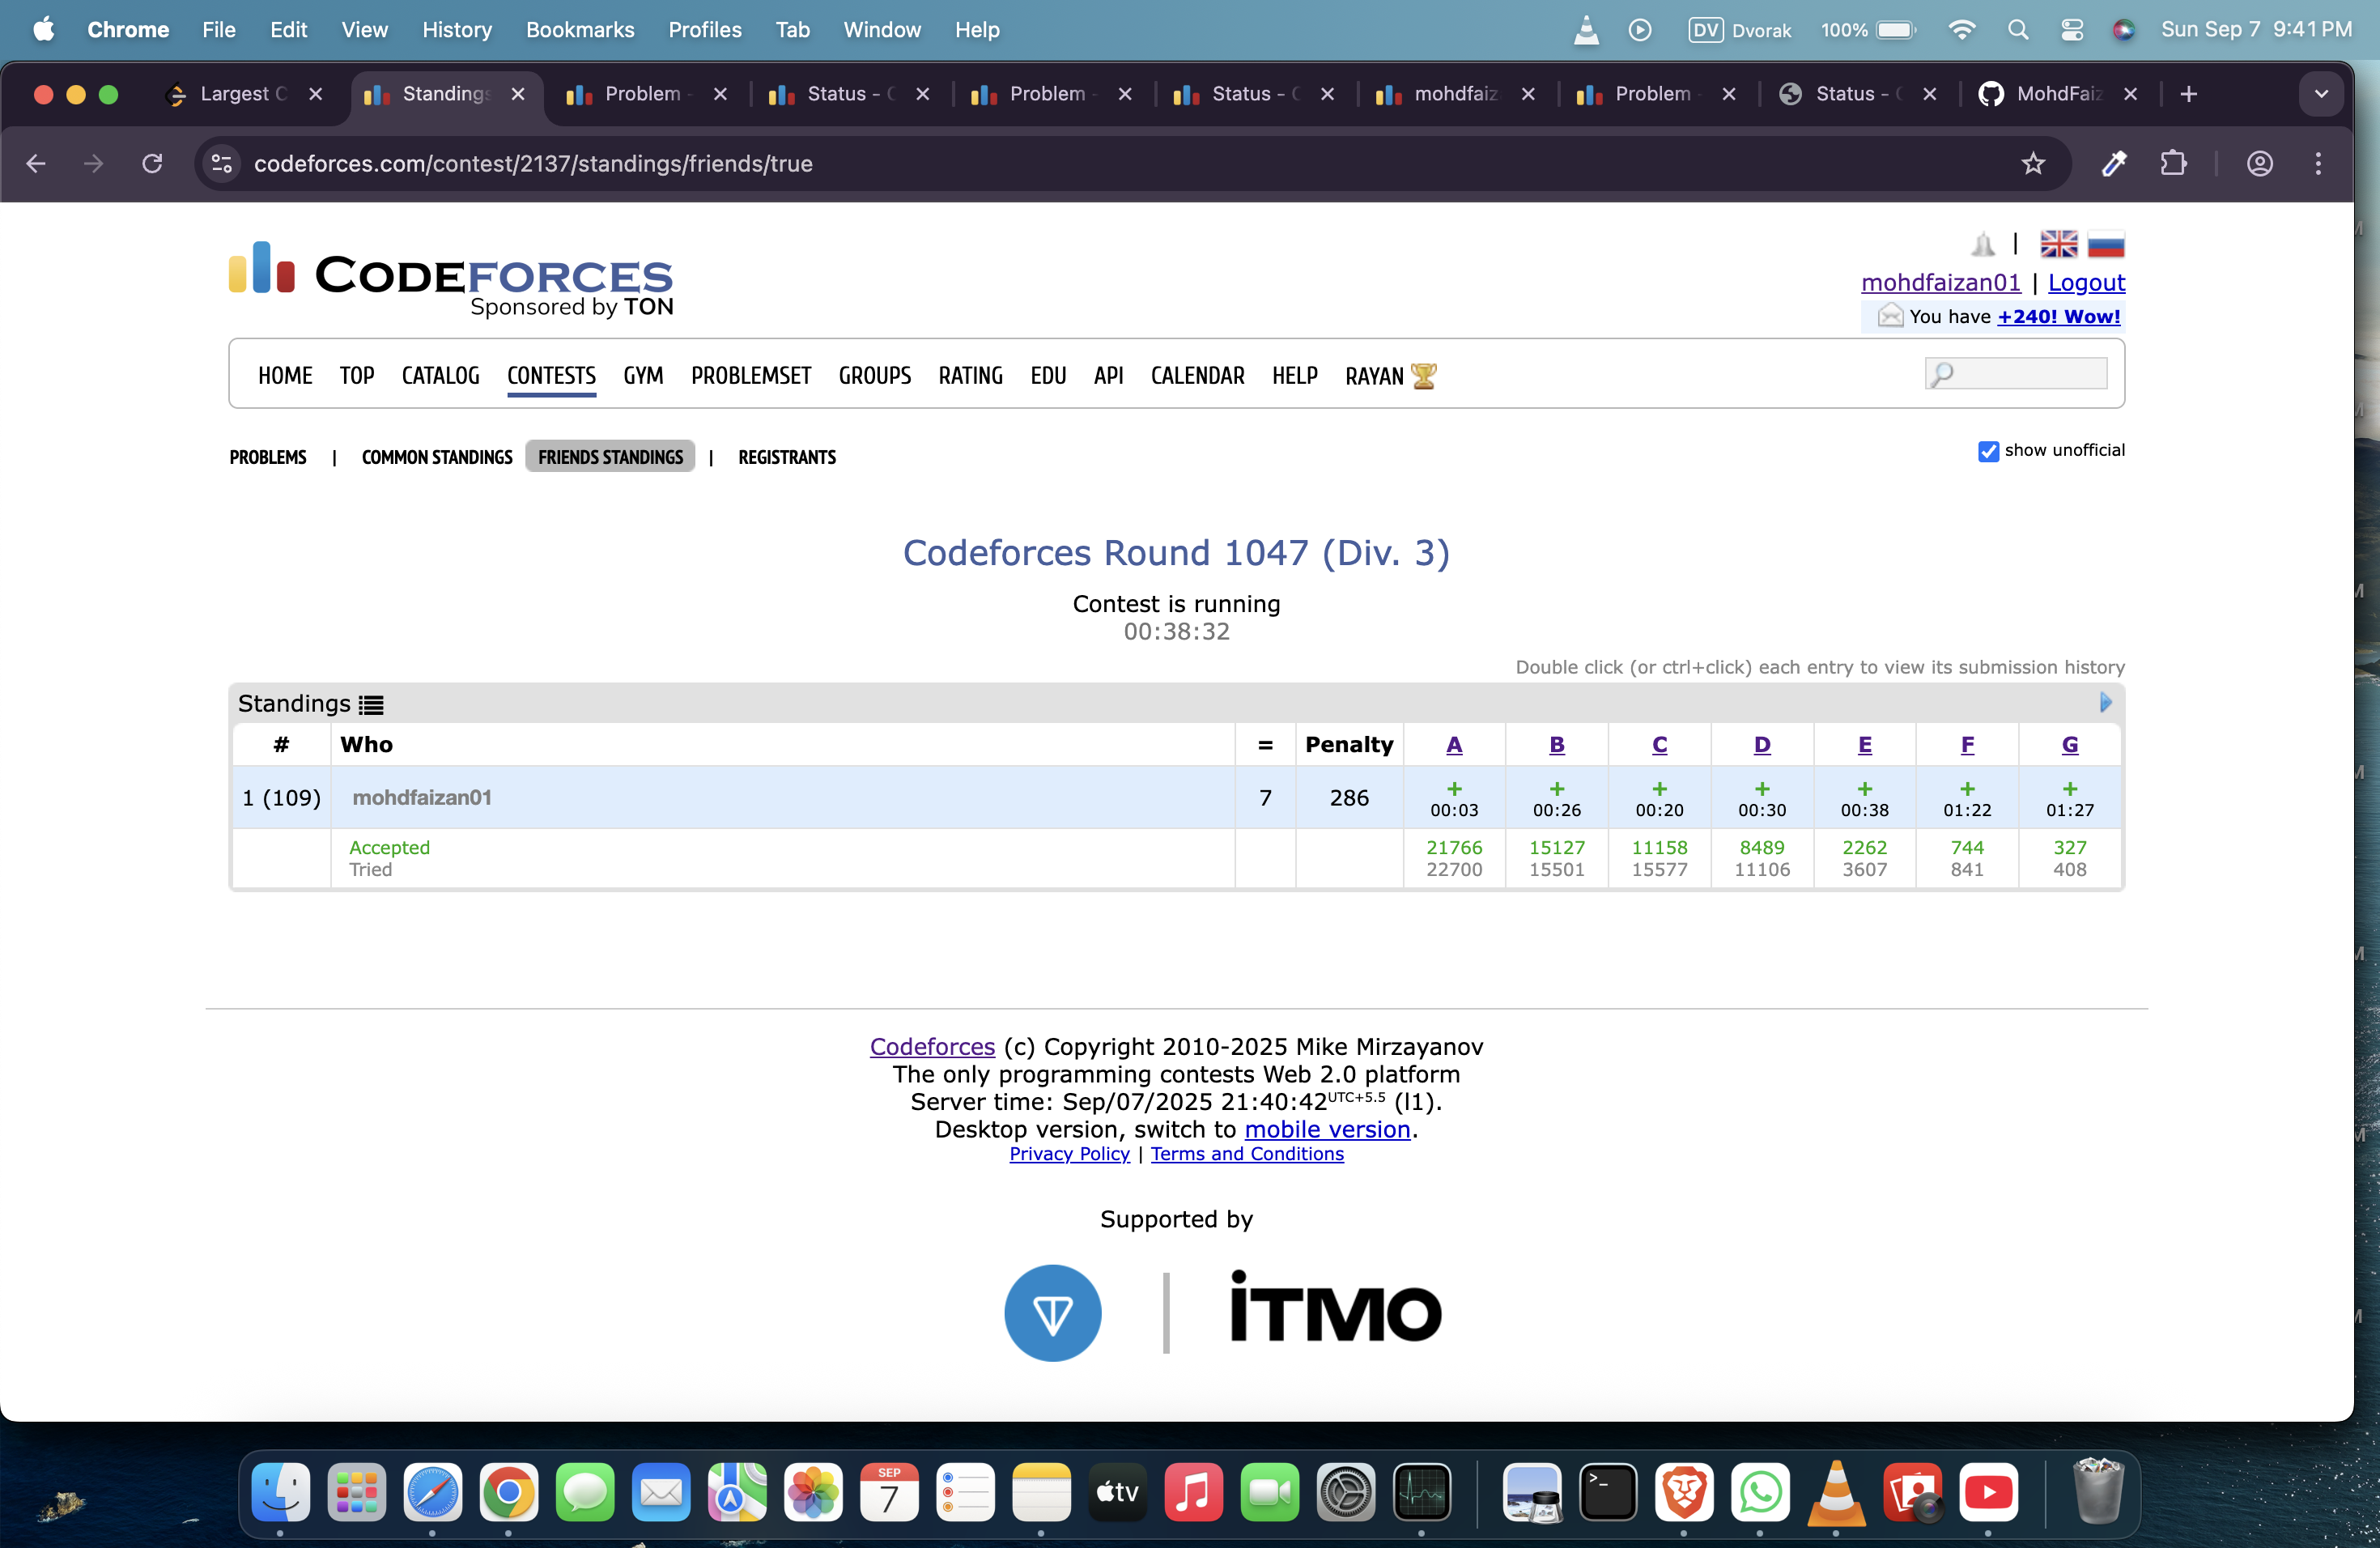 Chrome File Edit View History Bookmarks Profiles Tab Window Help DV Dvorak 100% Sun Sep 7 9:41 PM
Largest C Standings Problem - Status - C Problem - Status - C mohdfaiz Problem - Status - C MohdFaiz
codeforces.com/contest/2137/standings/friends/true
CODEFORCES
Sponsored by TON
|
mohdfaizan01 | Logout
You have +240! Wow!
HOME TOP CATALOG CONTESTS GYM PROBLEMSET GROUPS RATING EDU API CALENDAR HELP RAYAN
PROBLEMS | COMMON STANDINGS FRIENDS STANDINGS | REGISTRANTS show unofficial
Codeforces Round 1047 (Div. 3)
Contest is running
00:38:32
Double click (or ctrl+click) each entry to view its submission history
Standings
# Who = Penalty A B C D E F G
1 (109) mohdfaizan01 7 286 + + + + + + +
00:03 00:26 00:20 00:30 00:38 01:22 01:27
Accepted 21766 15127 11158 8489 2262 744 327
Tried 22700 15501 15577 11106 3607 841 408
Codeforces (c) Copyright 2010-2025 Mike Mirzayanov
The only programming contests Web 2.0 platform
Server time: Sep/07/2025 21:40:42 UTC+5.5 (l1).
Desktop version, switch to mobile version.
Privacy Policy | Terms and Conditions
Supported by
iTMO
SEP
7
tv
>_